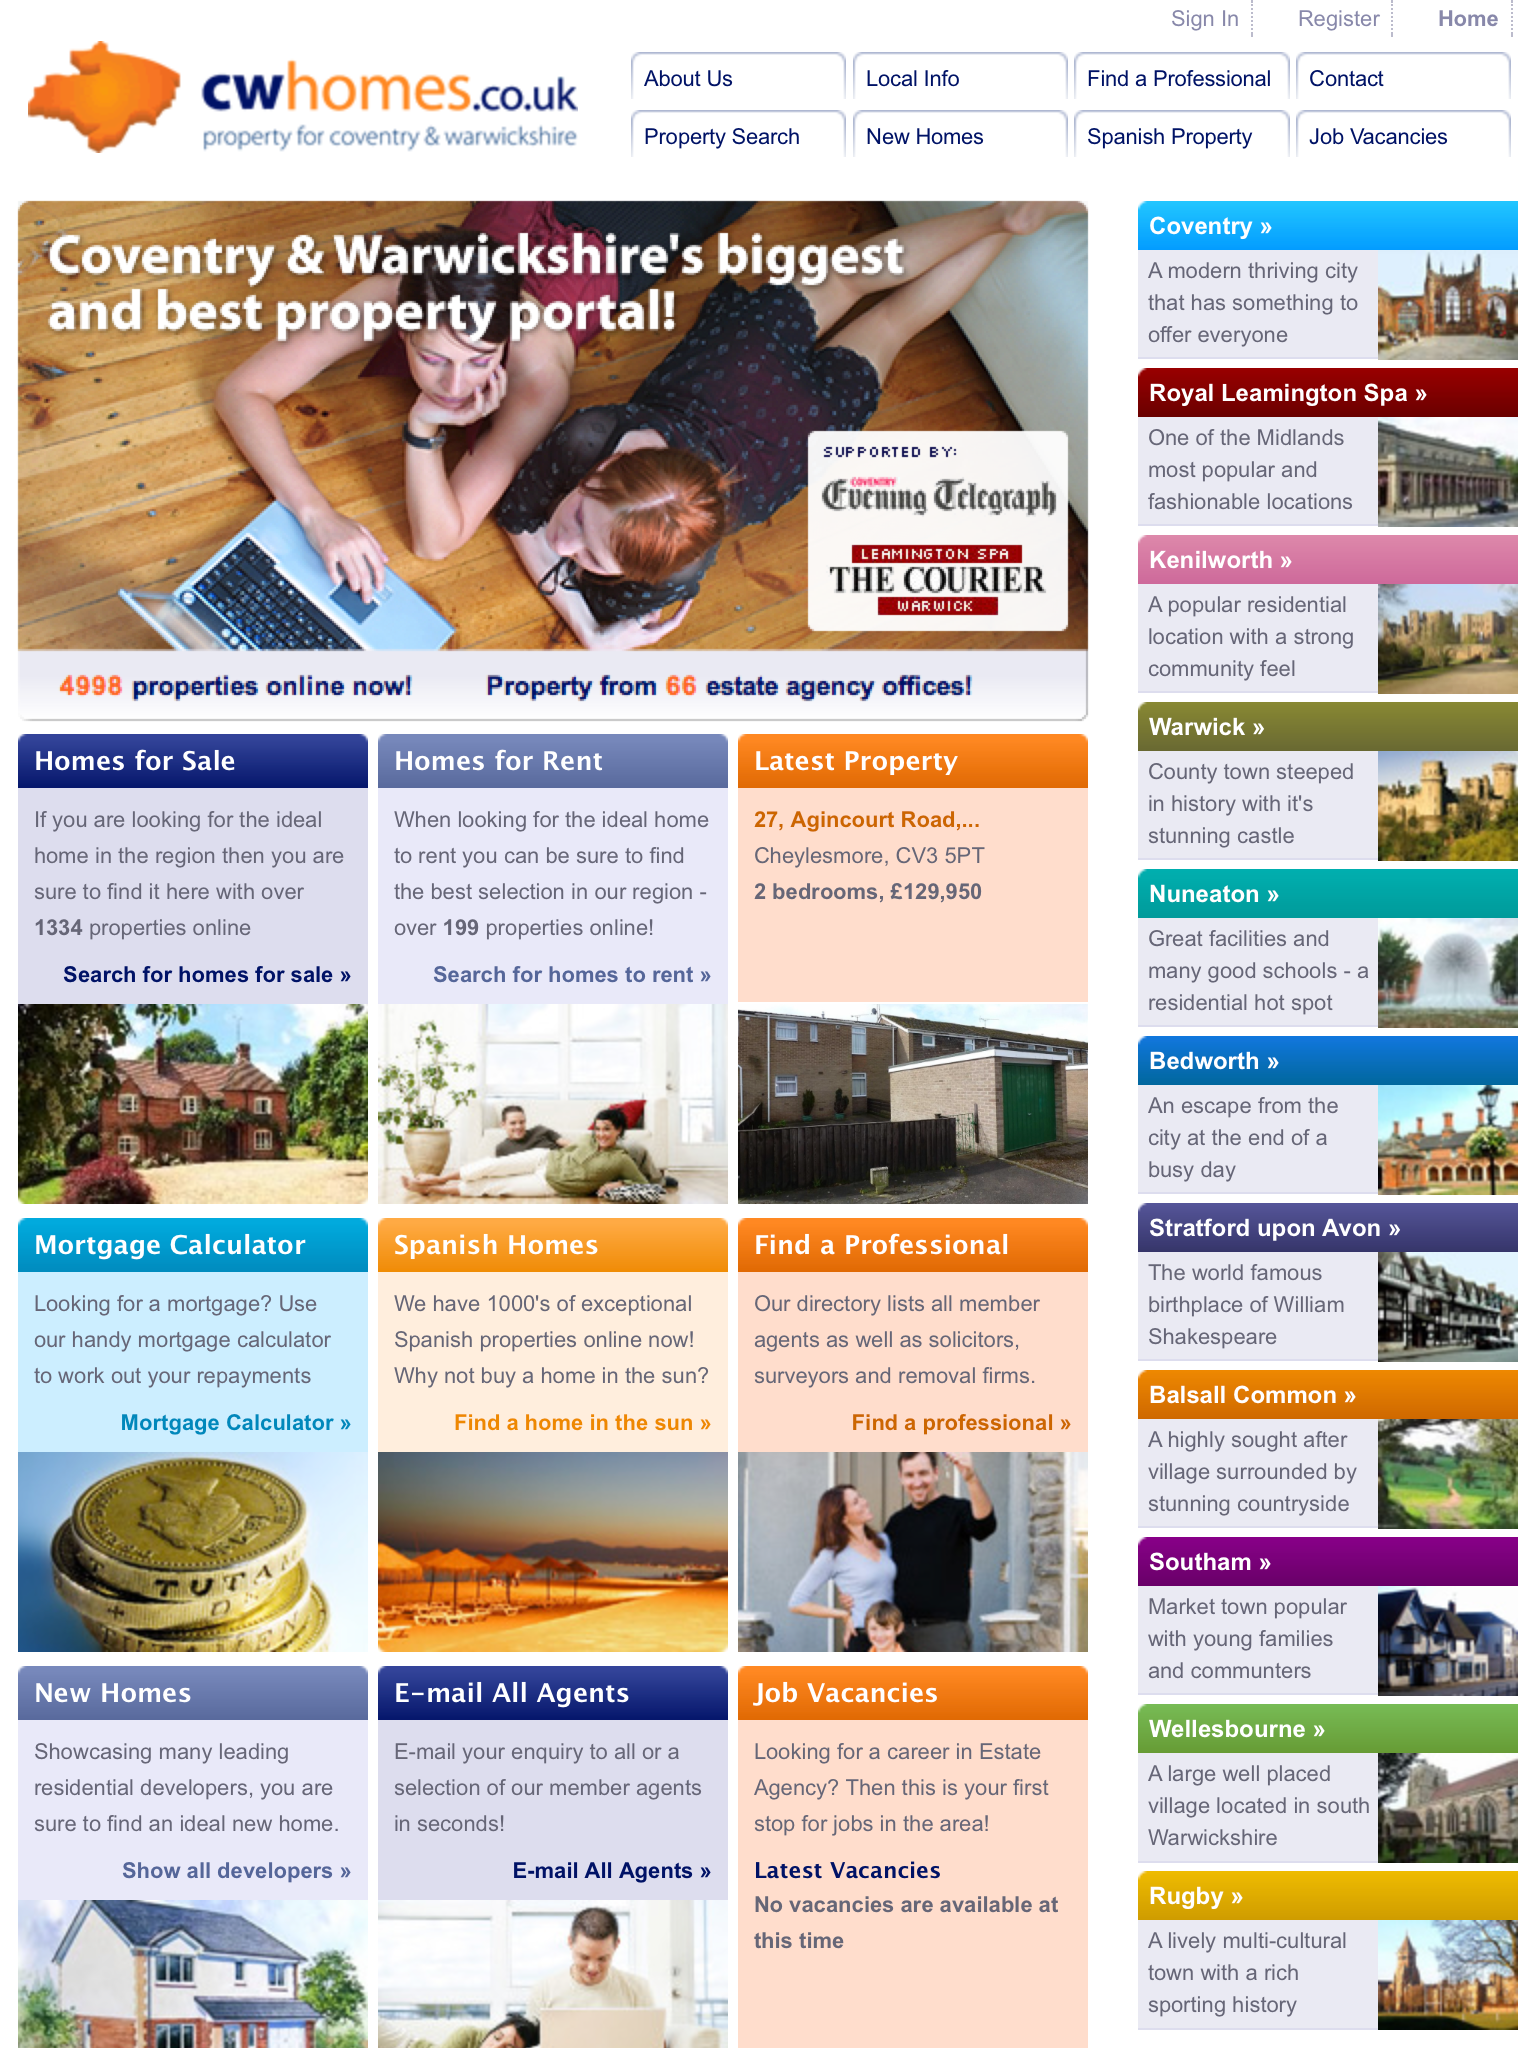 Sign In
Register
Home
cwhomes.co.uk
property for coventry & warwickshire
About Us
Local Info
Find a Professional
Contact
Property Search
New Homes
Spanish Property
Job Vacancies
Coventry & Warwickshire's biggest
and best property portal!
SUPPORTED BY:
COVENTRY
Evening Telegraph
LEAMINGTON SPA
THE COURIER
WARWICK
4998 properties online now!
Property from 66 estate agency offices!
Homes for Sale
If you are looking for the ideal
home in the region then you are
sure to find it here with over
1334 properties online
Search for homes for sale »
Homes for Rent
When looking for the ideal home
to rent you can be sure to find
the best selection in our region -
over 199 properties online!
Search for homes to rent »
Latest Property
27, Agincourt Road,...
Cheylesmore, CV3 5PT
2 bedrooms, £129,950
Mortgage Calculator
Looking for a mortgage? Use
our handy mortgage calculator
to work out your repayments
Mortgage Calculator »
TUTA
Spanish Homes
We have 1000's of exceptional
Spanish properties online now!
Why not buy a home in the sun?
Find a home in the sun »
Find a Professional
Our directory lists all member
agents as well as solicitors,
surveyors and removal firms.
Find a professional »
New Homes
Showcasing many leading
residential developers, you are
sure to find an ideal new home.
Show all developers »
E-mail All Agents
E-mail your enquiry to all or a
selection of our member agents
in seconds!
E-mail All Agents »
Job Vacancies
Looking for a career in Estate
Agency? Then this is your first
stop for jobs in the area!
Latest Vacancies
No vacancies are available at
this time
Coventry »
A modern thriving city
that has something to
offer everyone
Royal Leamington Spa »
One of the Midlands
most popular and
fashionable locations
Kenilworth »
A popular residential
location with a strong
community feel
Warwick »
County town steeped
in history with it's
stunning castle
Nuneaton »
Great facilities and
many good schools - a
residential hot spot
Bedworth »
An escape from the
city at the end of a
busy day
Stratford upon Avon »
The world famous
birthplace of William
Shakespeare
Balsall Common »
A highly sought after
village surrounded by
stunning countryside
Southam »
Market town popular
with young families
and communters
Wellesbourne »
A large well placed
village located in south
Warwickshire
Rugby »
A lively multi-cultural
town with a rich
sporting history